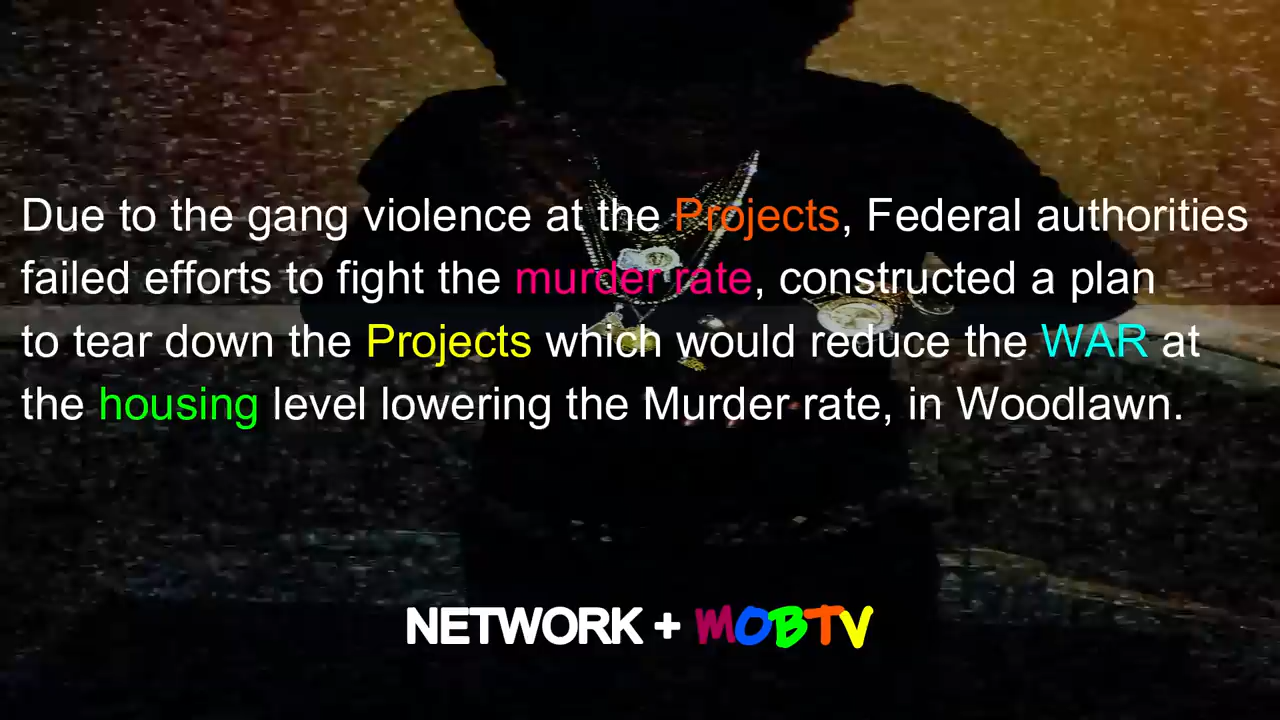 Due to the gang violence at the Projects, Federal authorities
failed efforts to fight the murder rate, constructed a plan
to tear down the Projects which would reduce the WAR at
the housing level lowering the Murder rate, in Woodlawn.
NETWORK + MOBTV